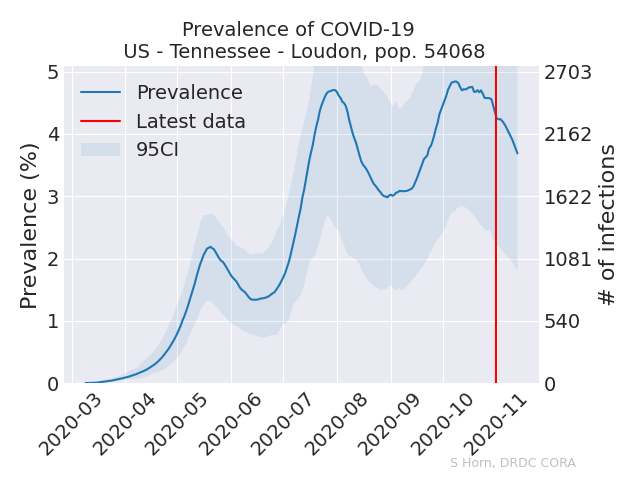 Prevalence of COVID-19
US - Tennessee - Loudon, pop. 54068
Prevalence
Latest data
95CI
Prevalence (%)
5
4
3
2
1
0
2703
2162
1622
1081
540
0
# of infections
2020-03
2020-04
2020-05
2020-06
2020-07
2020-08
2020-09
2020-10
2020-11
S Horn, DRDC CORA